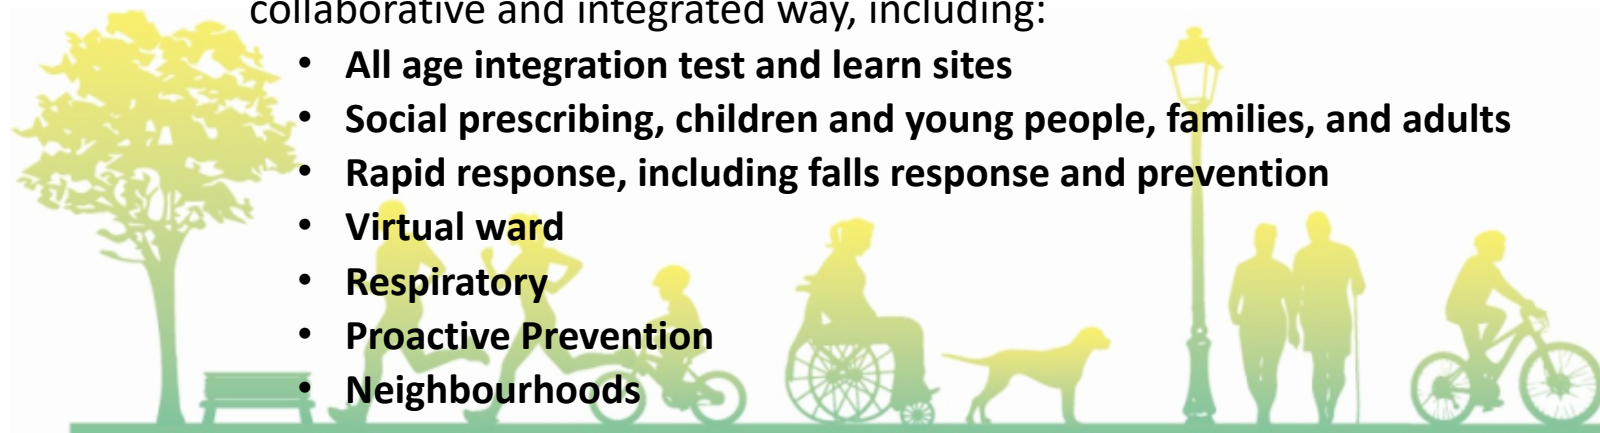 collaborative and integrated way, including:
• All age integration test and learn sites
• Social prescribing, children and young people, families, and adults
• Rapid response, including falls response and prevention
• Virtual ward
• Respiratory
• Proactive Prevention
• Neighbourhoods